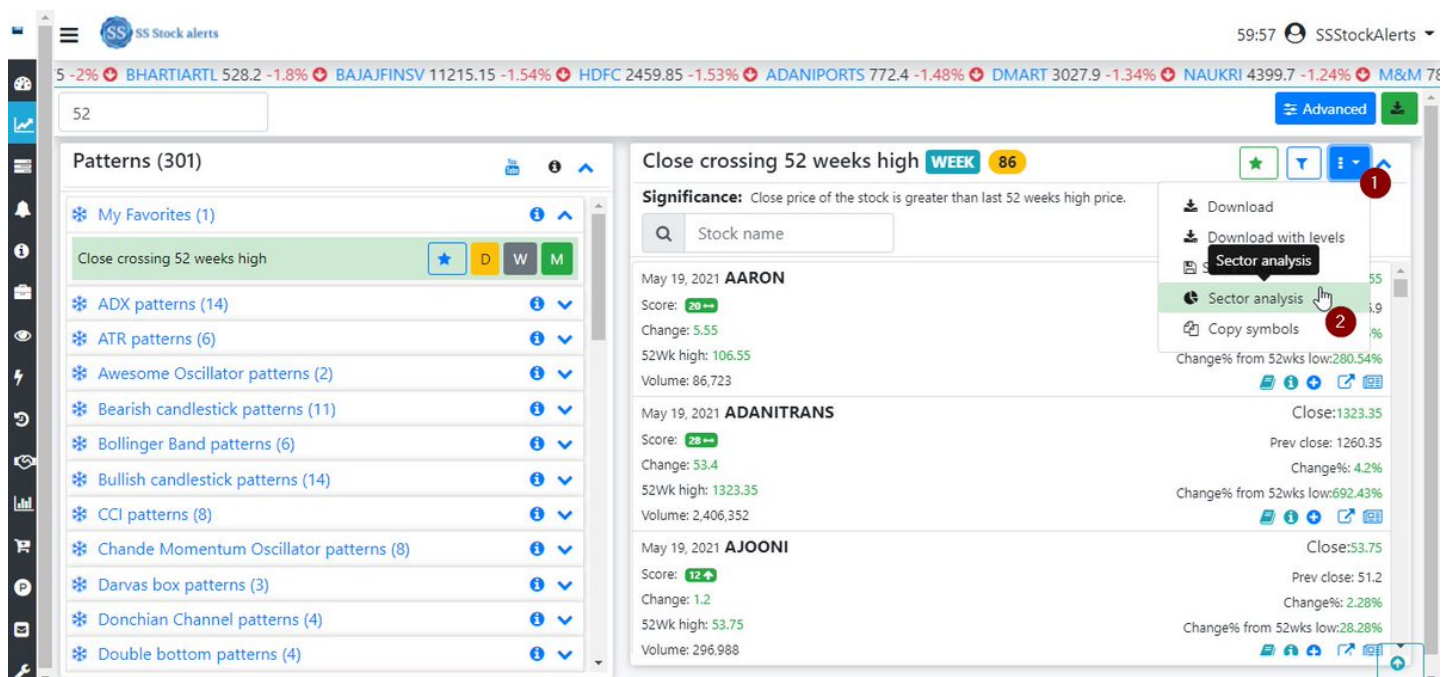 SS SS Stock alerts
59:57 SSStockAlerts
5 -2% BHARTIARTL 528.2 -1.8% BAJAJFINSV 11215.15 -1.54% HDFC 2459.85 -1.53% ADANIPORTS 772.4 -1.48% DMART 3027.9 -1.34% NAUKRI 4399.7 -1.24% M&M 78
52
Advanced
Patterns (301)
You Tube
My Favorites (1)
Close crossing 52 weeks high D W M
ADX patterns (14)
ATR patterns (6)
Awesome Oscillator patterns (2)
Bearish candlestick patterns (11)
Bollinger Band patterns (6)
Bullish candlestick patterns (14)
CCI patterns (8)
Chande Momentum Oscillator patterns (8)
Darvas box patterns (3)
Donchian Channel patterns (4)
Double bottom patterns (4)
Close crossing 52 weeks high WEEK 86
1
Significance: Close price of the stock is greater than last 52 weeks high price.
Stock name
Download
Download with levels
Sector analysis
S
Sector analysis
2
Copy symbols
May 19, 2021 AARON
55
Score: 20
.9
Change: 5.55
%
52Wk high: 106.55
Change% from 52wks low:280.54%
Volume: 86,723
May 19, 2021 ADANITRANS
Close:1323.35
Score: 28
Prev close: 1260.35
Change: 53.4
Change%: 4.2%
52Wk high: 1323.35
Change% from 52wks low:692.43%
Volume: 2,406,352
May 19, 2021 AJOONI
Close:53.75
Score: 12
Prev close: 51.2
Change: 1.2
Change%: 2.28%
52Wk high: 53.75
Change% from 52wks low:28.28%
Volume: 296,988
P